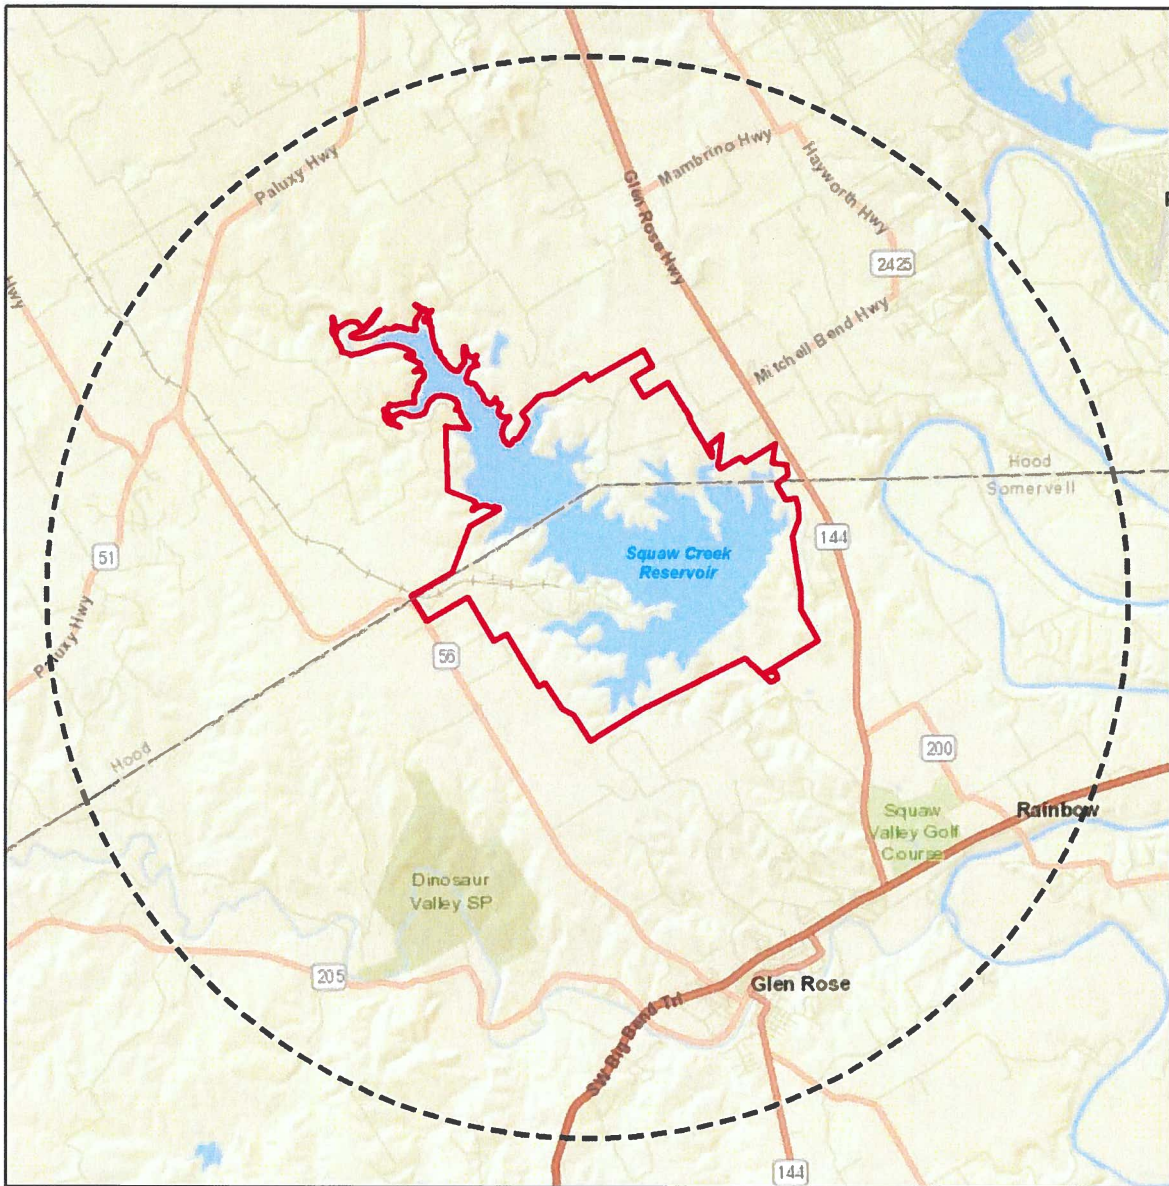 Paluxy Hwy
Mambrino Hwy
Hayworth Hwy
Glen Rose Hwy
2425
Hwy
Mitchell Bend Hwy
Hood
Somervell
144
Squaw Creek
Reservoir
51
Paluxy Hwy
56
Hood
200
Squaw
Valley Golf
Course
Rainbow
Dinosaur
Valley SP
205
Glen Rose
SW Big Bend Trl
144